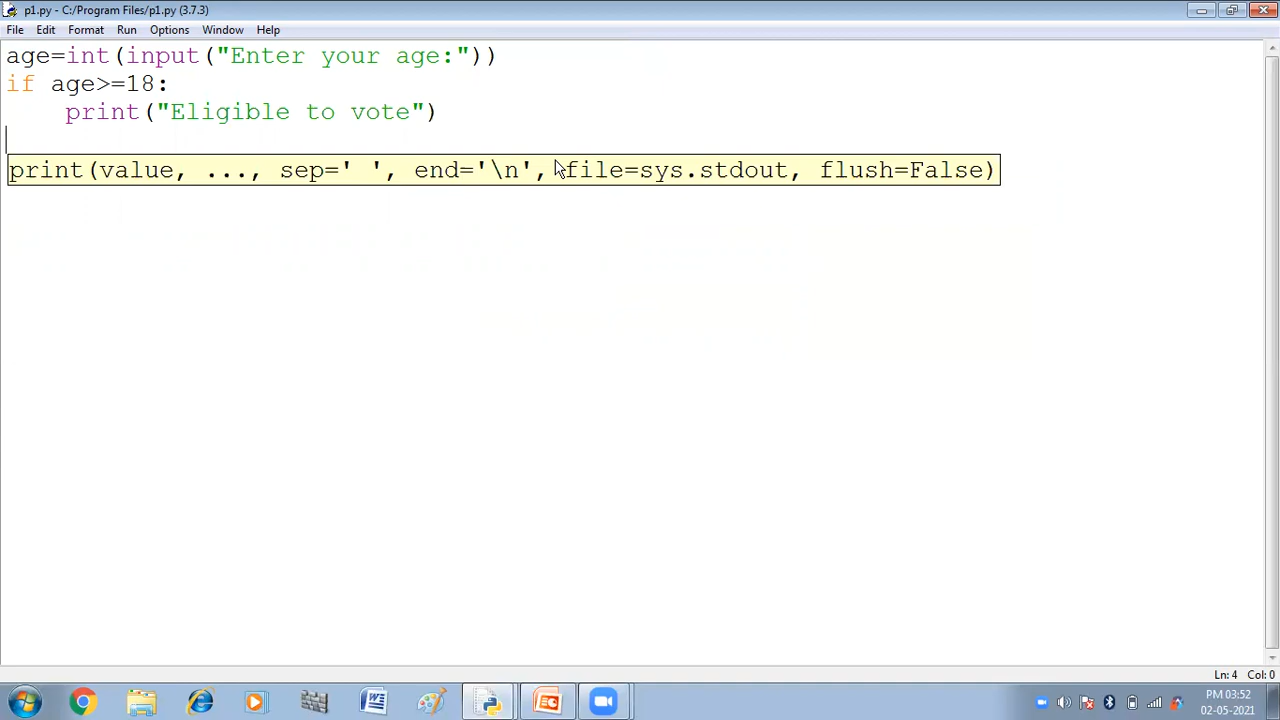 p1.py - C:/Program Files/p1.py (3.7.3)
File Edit Format Run Options Window Help
age=int(input("Enter your age:"))
if age>=18:
    print("Eligible to vote")
print(value, ..., sep=' ', end='\n', file=sys.stdout, flush=False)
Ln: 4 Col: 0
PM 03:52
02-05-2021